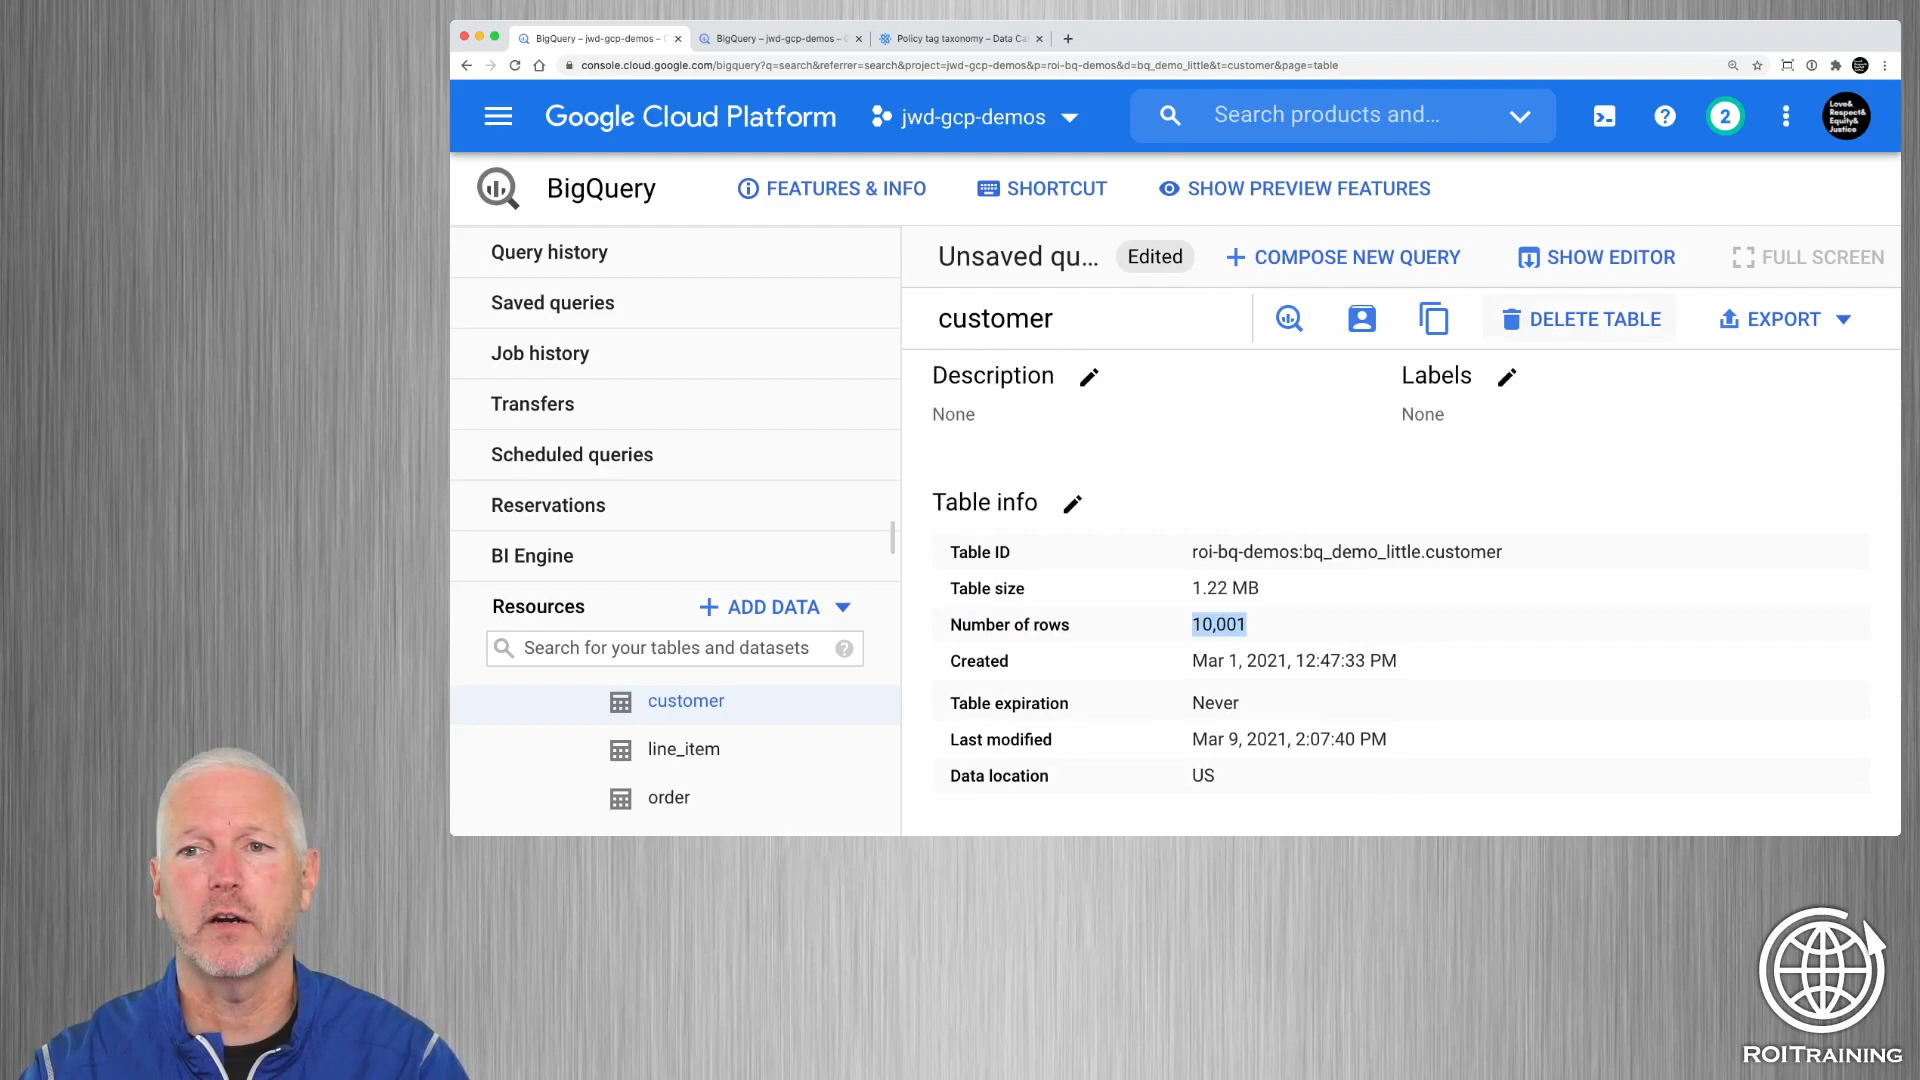 BigQuery – jwd-gcp-demos –
BigQuery – jwd-gcp-demos –
Policy tag taxonomy – Data Ca
console.cloud.google.com/bigquery?q=search&referrer=search&project=jwd-gcp-demos&p=roi-bq-demos&d=bq_demo_little&t=customer&page=table
Google Cloud Platform
jwd-gcp-demos
Search products and...
2
Love&
Respect&
Equity&
Justice
BigQuery
FEATURES & INFO
SHORTCUT
SHOW PREVIEW FEATURES
Query history
Saved queries
Job history
Transfers
Scheduled queries
Reservations
BI Engine
Resources
ADD DATA
Search for your tables and datasets
customer
line_item
order
Unsaved qu...
Edited
COMPOSE NEW QUERY
SHOW EDITOR
FULL SCREEN
customer
DELETE TABLE
EXPORT
Description
None
Labels
None
Table info
Table ID roi-bq-demos:bq_demo_little.customer
Table size 1.22 MB
Number of rows 10,001
Created Mar 1, 2021, 12:47:33 PM
Table expiration Never
Last modified Mar 9, 2021, 2:07:40 PM
Data location US
ROITRAINING